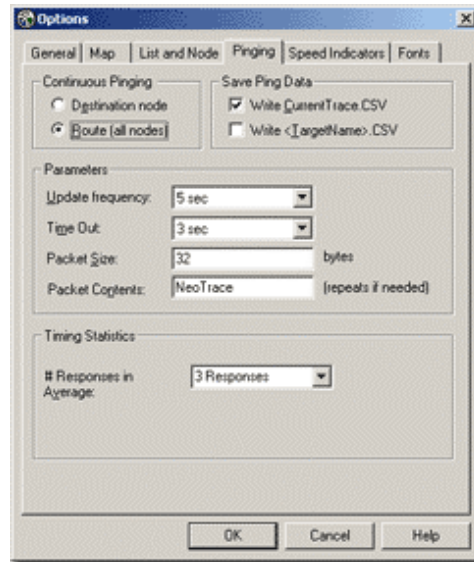 Options
General Map List and Node Pinging Speed Indicators Fonts
Continuous Pinging
Destination node
Route (all nodes)
Save Ping Data
Write CurrentTrace.CSV
Write <TargetName>.CSV
Parameters
Update frequency: 5 sec
Time Out: 3 sec
Packet Size: 32 bytes
Packet Contents: NeoTrace (repeats if needed)
Timing Statistics
# Responses in 3 Responses
Average:
OK Cancel Help